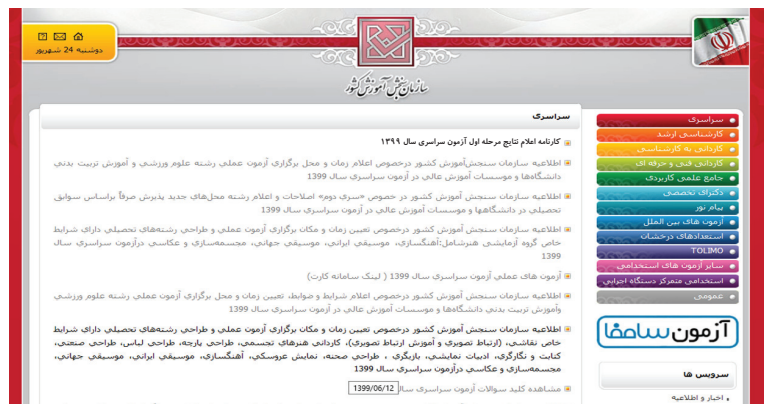 دوشنبه 24 شهریور
سازمان سنجش آموزش کشور
سراسری
کارنامه اعلام نتایج مرحله اول آزمون سراسری سال ۱۳۹۹
اطلاعیه سازمان سنجش‌آموزش کشور درخصوص اعلام زمان و محل برگزاری آزمون عملی رشته علوم ورزشی و آموزش تربیت بدنی
دانشگاه‌ها و موسسات آموزش عالی در آزمون سراسری سال 1399
اطلاعیه سازمان سنجش آموزش کشور در خصوص «سری دوم» اصلاحات و اعلام رشته محل‌های جدید پذیرش صرفاً براساس سوابق
تحصیلی در دانشگاهها و موسسات آموزش عالی در آزمون سراسری سال 1399
اطلاعیه سازمان سنجش آموزش کشور درخصوص تعیین زمان و مکان برگزاری آزمون عملی و طراحی رشته‌های تحصیلی دارای شرایط
خاص گروه آزمایشی هنرشامل:آهنگسازی، موسیقی ایرانی، موسیقی جهانی، مجسمه‌سازی و عکاسی درآزمون سراسری سال
1399
آزمون های عملی آزمون سراسری سال 1399 ( لینک سامانه کارت)
اطلاعیه سازمان سنجش آموزش کشور درخصوص اعلام شرایط و ضوابط، تعیین زمان و محل برگزاری آزمون عملی رشته علوم ورزشی
وآموزش تربیت بدنی دانشگاه‌ها و موسسات آموزش عالی در آزمون سراسری سال 1399
اطلاعیه سازمان سنجش آموزش کشور درخصوص تعیین زمان و مکان برگزاری آزمون عملی و طراحی رشته‌های تحصیلی دارای شرایط
خاص نقاشی، (ارتباط تصویری و آموزش ارتباط تصویری)، کاردانی هنرهای تجسمی، طراحی پارچه، طراحی لباس، طراحی صنعتی،
کتابت و نگارگری، ادبیات نمایشی، بازیگری ، طراحی صحنه، نمایش عروسکی، آهنگسازی، موسیقی ایرانی، موسیقی جهانی،
مجسمه‌سازی و عکاسی درآزمون سراسری سال 1399
مشاهده کلید سوالات آزمون سراسری سال
1399/06/12
سراسری
کارشناسی ارشد
کاردانی به کارشناسی
کاردانی فنی و حرفه ای
جامع علمی کاربردی
دکترای تخصصی
پیام نور
آزمون های بین الملل
استعدادهای درخشان
TOLIMO
سایر آزمون های استخدامی
استخدامی متمرکز دستگاه اجرایی
عمومی
آزمون سامفا
سرویس ها
اخبار و اطلاعیه